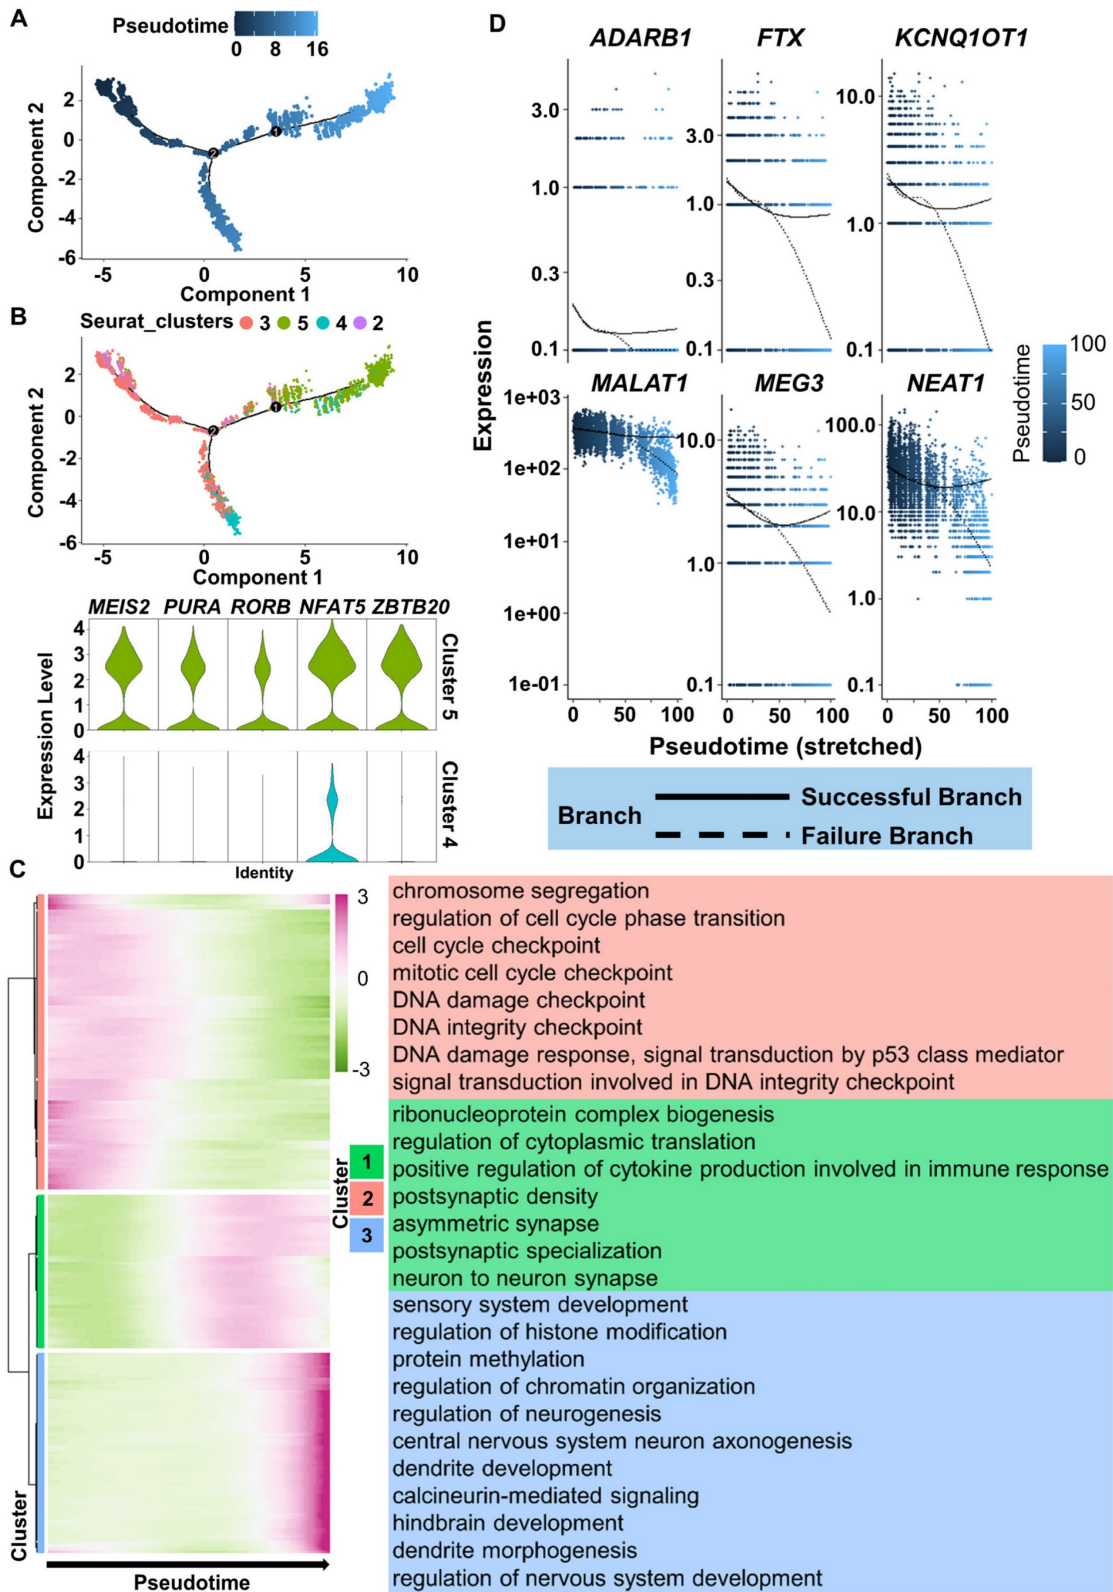 A
Pseudotime
0 8 16
Component 2
2
0
-2
-4
-6
1
2
-5 0 5 10
Component 1
B
Seurat_clusters 3 5 4 2
Component 2
2
0
-2
-4
-6
1
2
-5 0 5 10
Component 1
MEIS2 PURA RORB NFAT5 ZBTB20
Expression Level
4
3
2
1
0
Cluster 5
4
3
2
1
0
Cluster 4
Identity
D
ADARB1 FTX KCNQ1OT1
3.0
1.0
0.3
0.1
3.0
1.0
0.3
0.1
10.0
1.0
0.1
Expression
MALAT1 MEG3 NEAT1
1e+03
1e+02
1e+01
1e+00
1e-01
10.0
1.0
0.1
100.0
10.0
1.0
0.1
0 25 50 75 100
0 25 50 75 100
0 25 50 75 100
Pseudotime (stretched)
Pseudotime
100
50
0
Branch
Successful Branch
Failure Branch
C
3
0
-3
Cluster
1
2
3
Cluster
Pseudotime
chromosome segregation
regulation of cell cycle phase transition
cell cycle checkpoint
mitotic cell cycle checkpoint
DNA damage checkpoint
DNA integrity checkpoint
DNA damage response, signal transduction by p53 class mediator
signal transduction involved in DNA integrity checkpoint
ribonucleoprotein complex biogenesis
regulation of cytoplasmic translation
positive regulation of cytokine production involved in immune response
postsynaptic density
asymmetric synapse
postsynaptic specialization
neuron to neuron synapse
sensory system development
regulation of histone modification
protein methylation
regulation of chromatin organization
regulation of neurogenesis
central nervous system neuron axonogenesis
dendrite development
calcineurin-mediated signaling
hindbrain development
dendrite morphogenesis
regulation of nervous system development